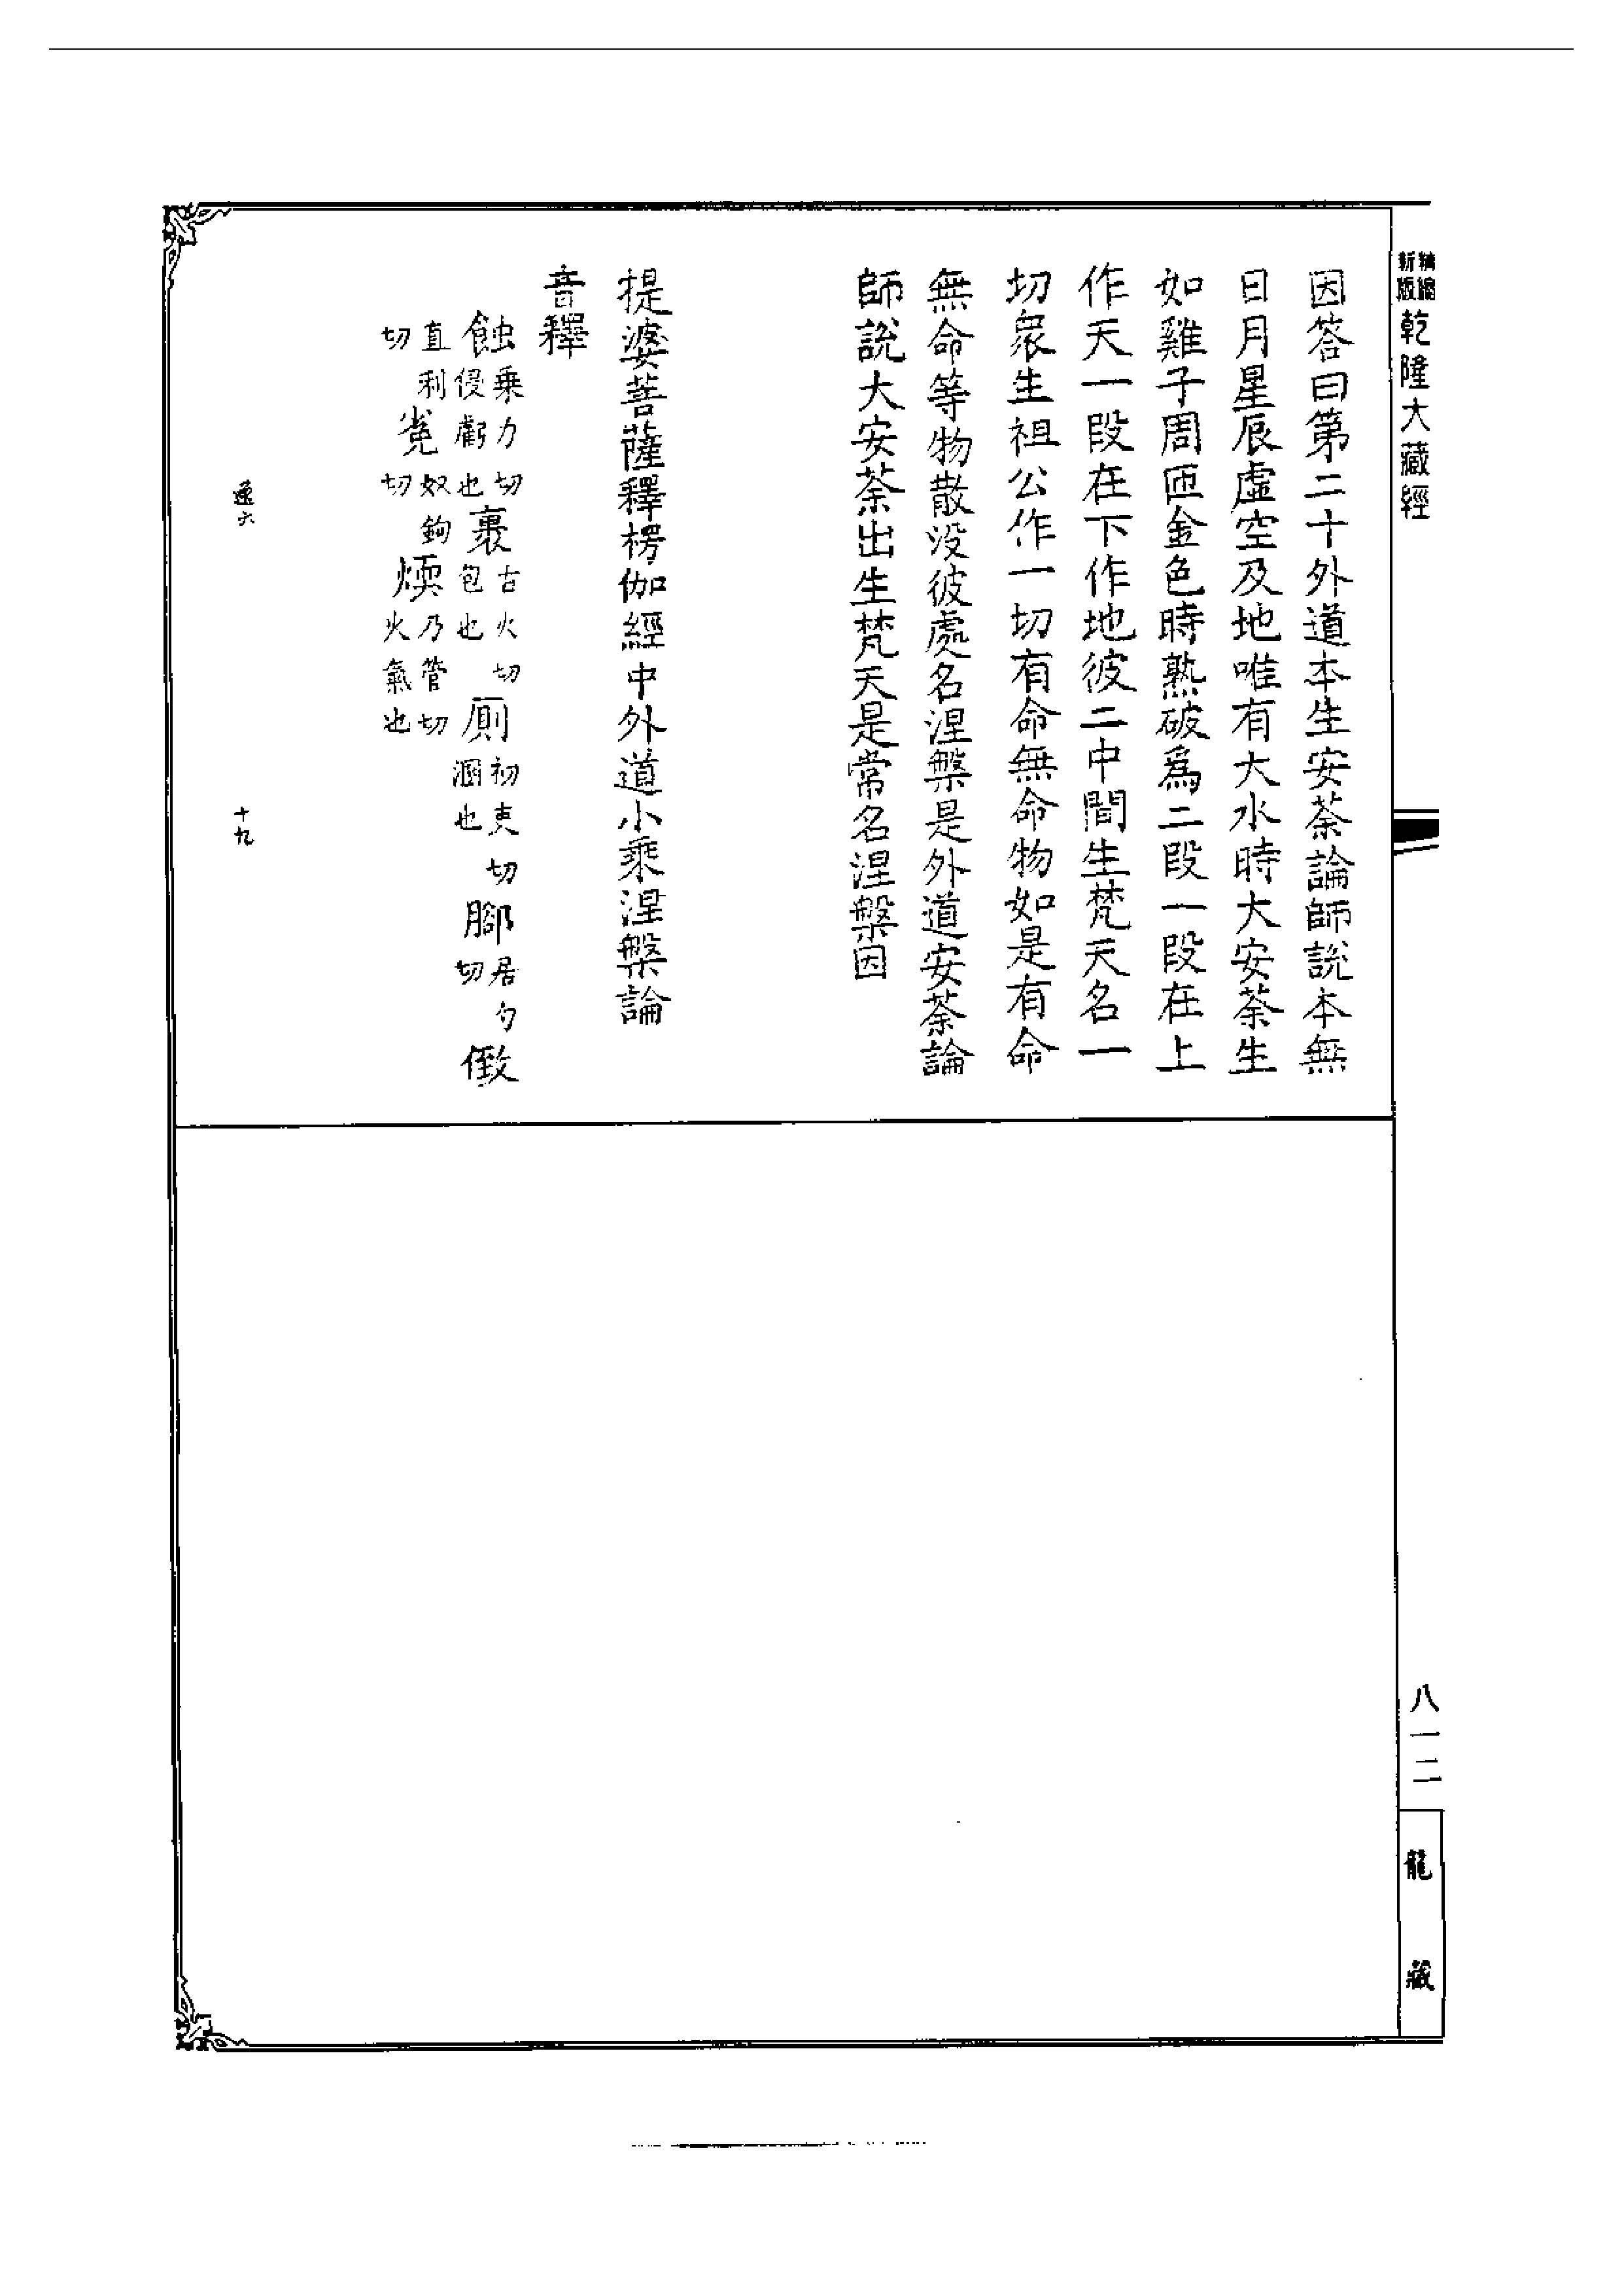 精縮新版 乾隆大藏經
八一二
龍藏
因答曰第二十外道本生安荼論師說本無
日月星辰虛空及地唯有大水時大安荼生
如雞子周匝金色時熟破為二段一段在上
作天一段在下作地彼二中間生梵天名一
切眾生祖公作一切有命無命物如是有命
無命等物散没彼處名涅槃是外道安荼論
師說大安荼出生梵天是常名涅槃因
提婆菩薩釋楞伽經中外道小乘涅槃論
音釋
蝕乘力切侵虧也裹古火切包也廁初吏切溷也腳居勺切緻
直利切㲉奴鉤切煗乃管切火氣也
逸六
十九